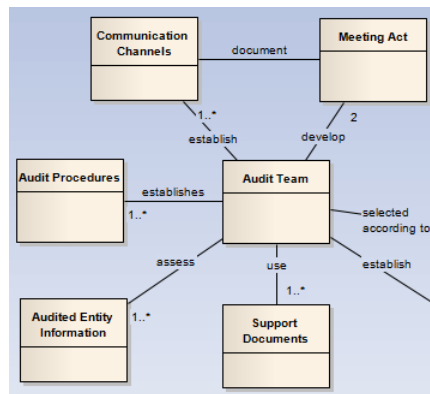 Communication
Channels
document
Meeting Act
1..*
establish
2
develop
Audit Procedures
establishes
1..*
Audit Team
selected
according to
assess
use
establish
Audited Entity
Information
1..*
1..*
Support
Documents